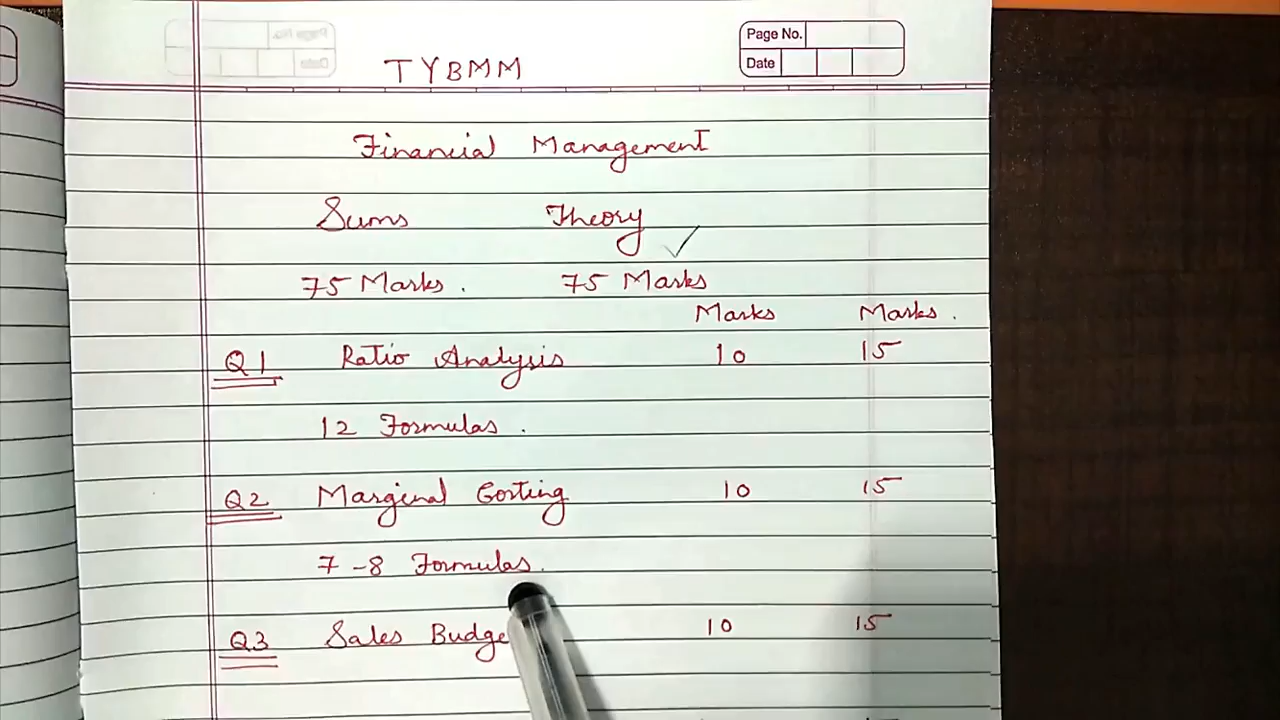 Page No.
Date
TYBMM
Financial Management
Sums Theory
75 Marks. 75 Marks
Marks Marks.
Q1 Ratio Analysis 10 15
12 Formulas.
Q2 Marginal Costing 10 15
7-8 Formulas.
Q3 Sales 10 15